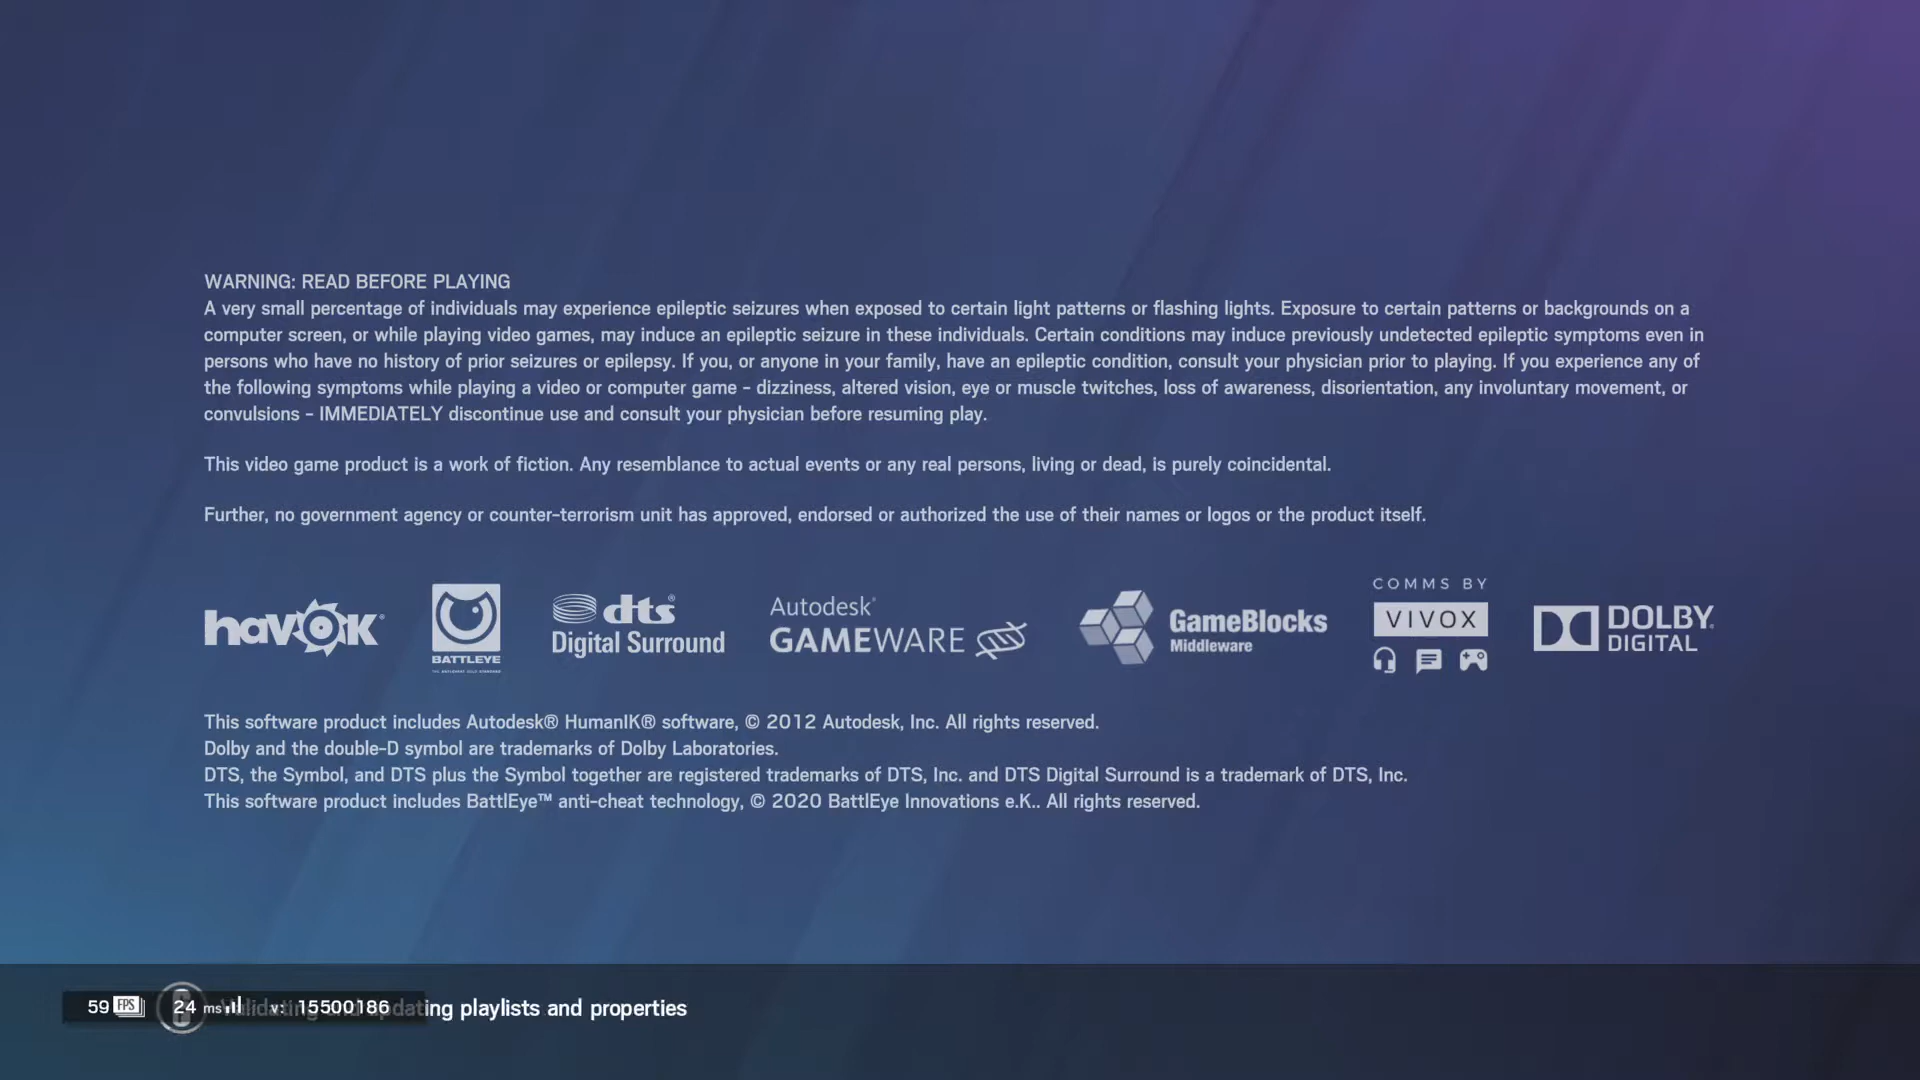 WARNING: READ BEFORE PLAYING
A very small percentage of individuals may experience epileptic seizures when exposed to certain light patterns or flashing lights. Exposure to certain patterns or backgrounds on a
computer screen, or while playing video games, may induce an epileptic seizure in these individuals. Certain conditions may induce previously undetected epileptic symptoms even in
persons who have no history of prior seizures or epilepsy. If you, or anyone in your family, have an epileptic condition, consult your physician prior to playing. If you experience any of
the following symptoms while playing a video or computer game - dizziness, altered vision, eye or muscle twitches, loss of awareness, disorientation, any involuntary movement, or
convulsions - IMMEDIATELY discontinue use and consult your physician before resuming play.
This video game product is a work of fiction. Any resemblance to actual events or any real persons, living or dead, is purely coincidental.
Further, no government agency or counter-terrorism unit has approved, endorsed or authorized the use of their names or logos or the product itself.
havok®
BATTLEYE
dts®
Digital Surround
Autodesk®
GAMEWARE
GameBlocks
Middleware
COMMS BY
VIVOX
DOLBY®
DIGITAL
This software product includes Autodesk® HumanIK® software, © 2012 Autodesk, Inc. All rights reserved.
Dolby and the double-D symbol are trademarks of Dolby Laboratories.
DTS, the Symbol, and DTS plus the Symbol together are registered trademarks of DTS, Inc. and DTS Digital Surround is a trademark of DTS, Inc.
This software product includes BattlEye™ anti-cheat technology, © 2020 BattlEye Innovations e.K.. All rights reserved.
59 FPS 24 ms v: 15500186
Validating and updating playlists and properties